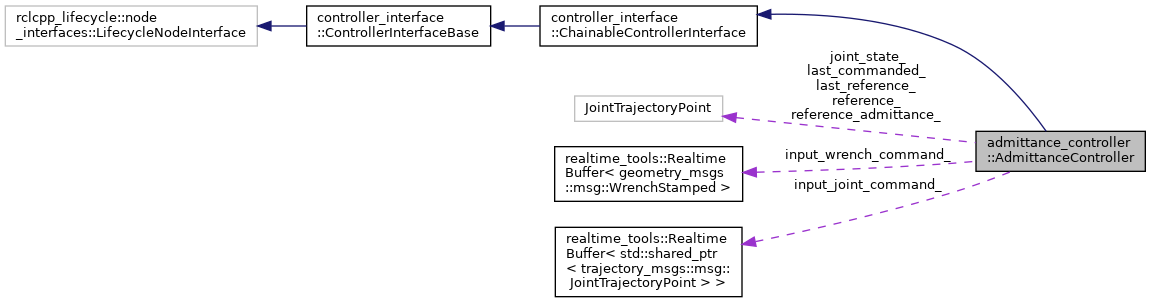 rclcpp_lifecycle::node
_interfaces::LifecycleNodeInterface
controller_interface
::ControllerInterfaceBase
controller_interface
::ChainableControllerInterface
joint_state_
last_commanded_
last_reference_
reference_
reference_admittance_
JointTrajectoryPoint
admittance_controller
::AdmittanceController
input_wrench_command_
realtime_tools::Realtime
Buffer< geometry_msgs
::msg::WrenchStamped >
input_joint_command_
realtime_tools::Realtime
Buffer< std::shared_ptr
< trajectory_msgs::msg::
JointTrajectoryPoint > >